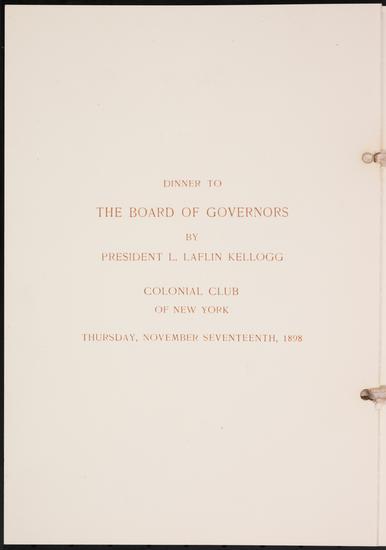 DINNER TO
THE BOARD OF GOVERNORS
BY
PRESIDENT L. LAFLIN KELLOGG
COLONIAL CLUB
OF NEW YORK
THURSDAY, NOVEMBER SEVENTEENTH, 1898